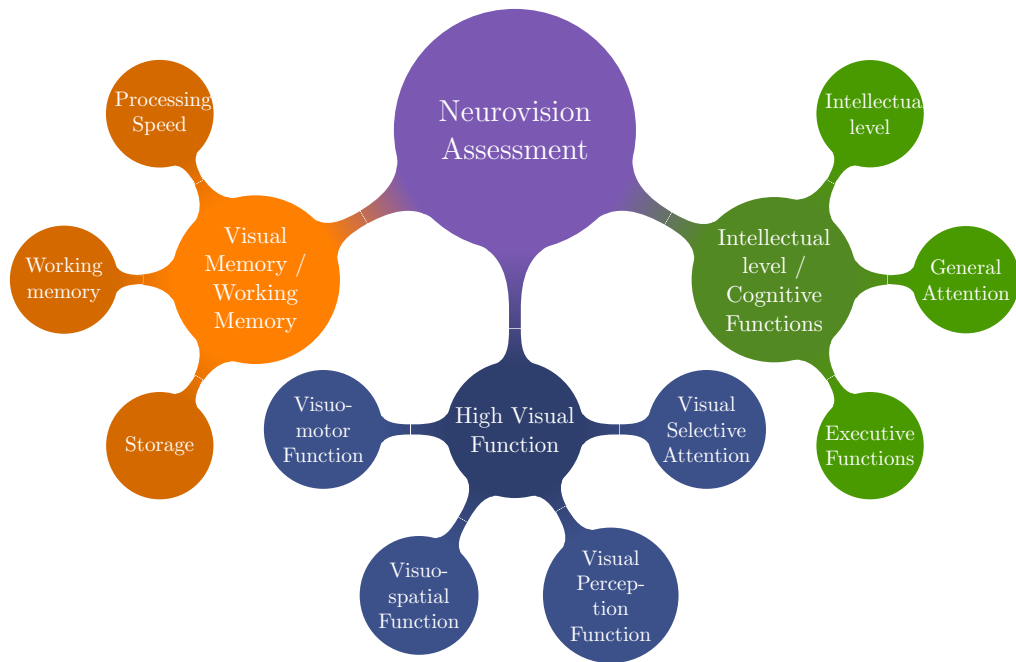 Neurovision
Assessment
Processing
Speed
Visual
Memory /
Working
Memory
Working
memory
Storage
Intellectual
level /
Cognitive
Functions
Intellectual
level
General
Attention
Executive
Functions
High Visual
Function
Visuo-
motor
Function
Visual
Selective
Attention
Visuo-
spatial
Function
Visual
Percep-
tion
Function